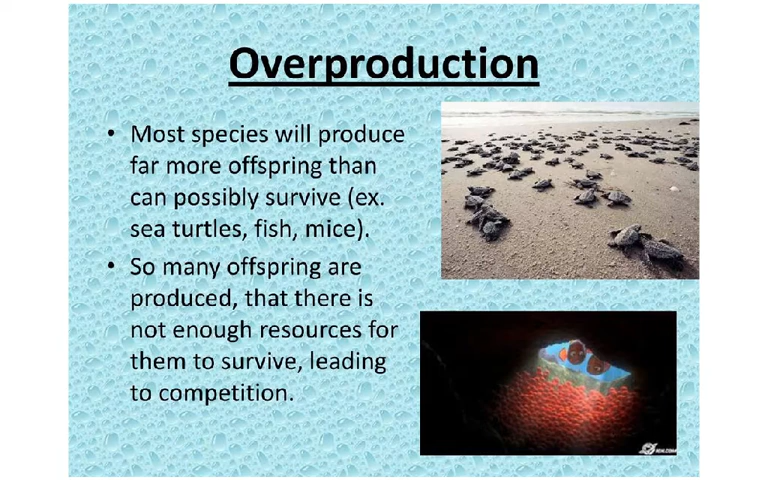 Overproduction
• Most species will produce
far more offspring than
can possibly survive (ex.
sea turtles, fish, mice).
• So many offspring are
produced, that there is
not enough resources for
them to survive, leading
to competition.